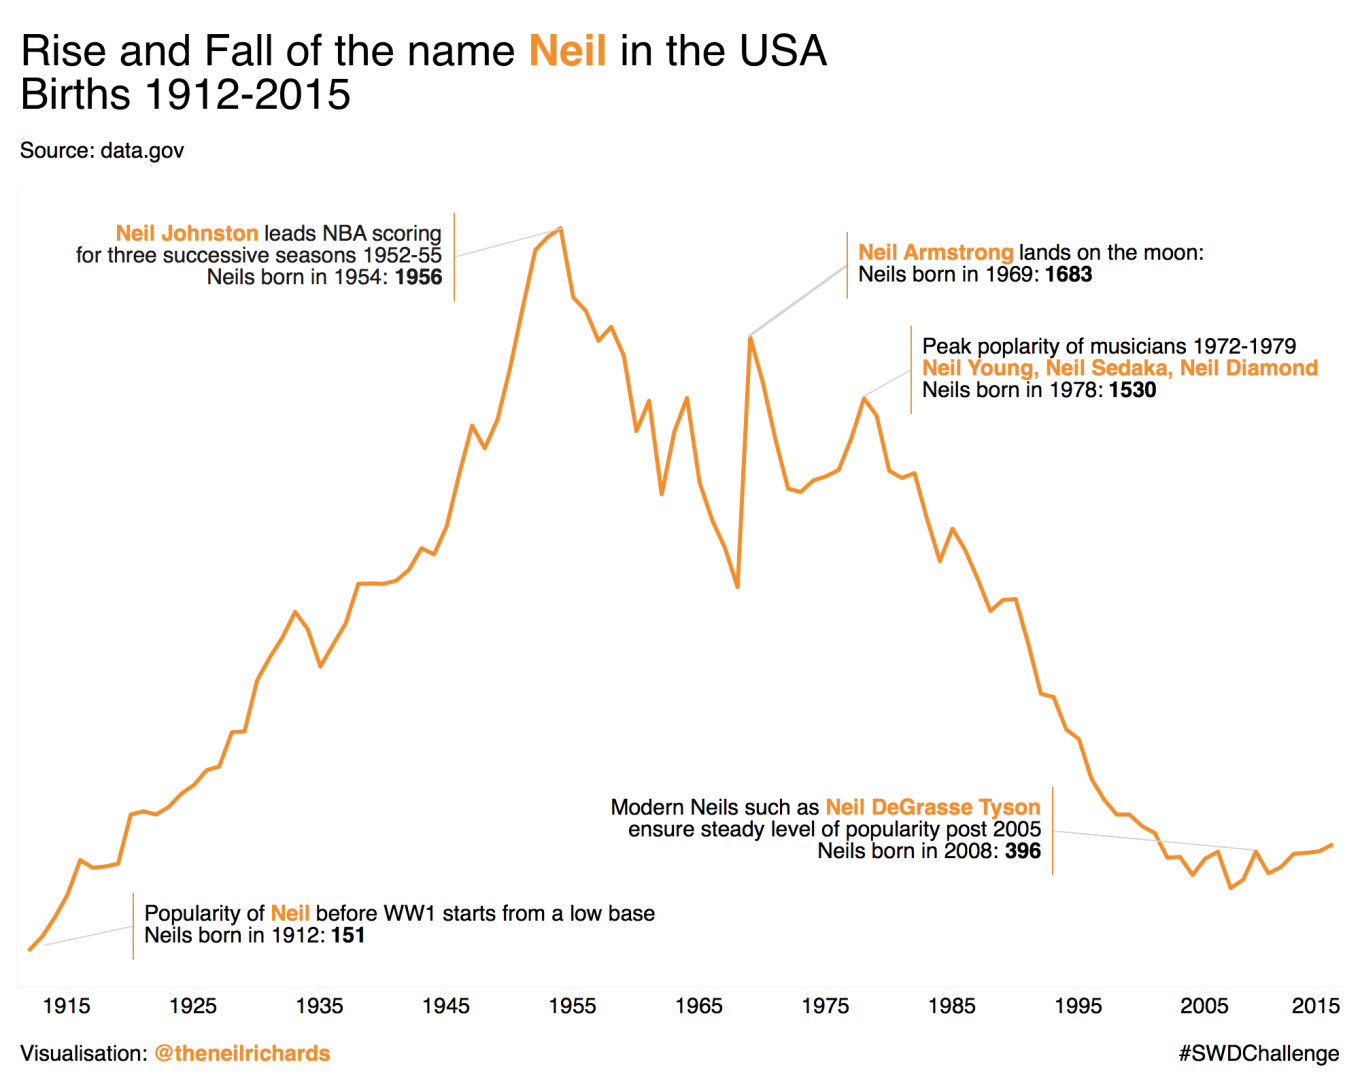 Rise and Fall of the name Neil in the USA
Births 1912-2015
Source: data.gov
Neil Johnston leads NBA scoring
for three successive seasons 1952-55
Neils born in 1954: 1956
Neil Armstrong lands on the moon:
Neils born in 1969: 1683
Peak poplarity of musicians 1972-1979
Neil Young, Neil Sedaka, Neil Diamond
Neils born in 1978: 1530
Modern Neils such as Neil DeGrasse Tyson
ensure steady level of popularity post 2005
Neils born in 2008: 396
Popularity of Neil before WW1 starts from a low base
Neils born in 1912: 151
1915 1925 1935 1945 1955 1965 1975 1985 1995 2005 2015
Visualisation: @theneilrichards #SWDChallenge